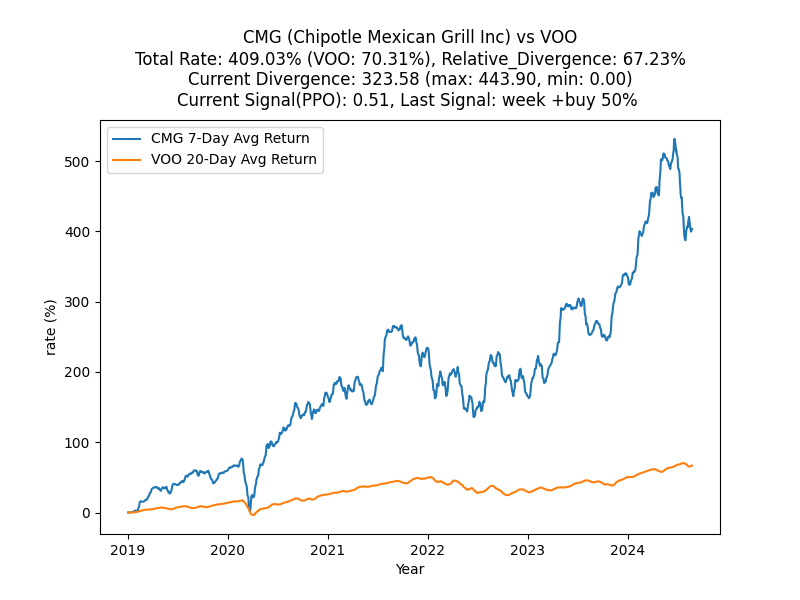 CMG (Chipotle Mexican Grill Inc) vs VOO
Total Rate: 409.03% (VOO: 70.31%), Relative_Divergence: 67.23%
Current Divergence: 323.58 (max: 443.90, min: 0.00)
Current Signal(PPO): 0.51, Last Signal: week +buy 50%
CMG 7-Day Avg Return
VOO 20-Day Avg Return
500
400
300
200
100
0
rate (%)
2019 2020 2021 2022 2023 2024
Year